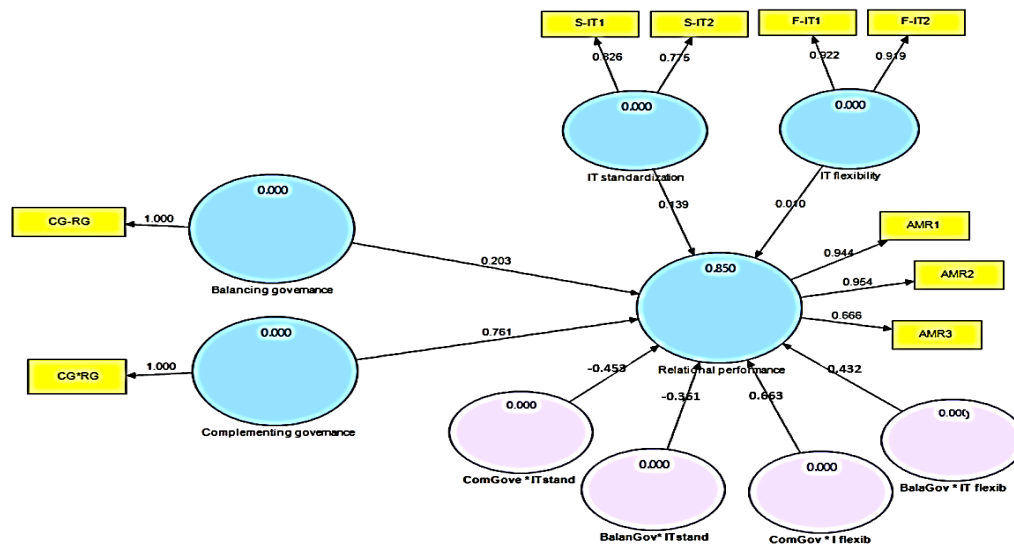 S-IT1
S-IT2
F-IT1
F-IT2
0.826
0.775
0.922
0.919
0.000
0.000
IT standardization
IT flexibility
0.000
CG-RG
1.000
0.139
-0.010
AMR1
0.203
0.850
0.944
Balancing governance
0.954
AMR2
0.000
0.761
0.666
AMR3
CG*RG
1.000
Relational performance
-0.453
0.432
Complementing governance
0.000
-0.351
0.663
0.000
0.000
0.000
ComGove * ITstand
BalaGov * IT flexib
BalanGov* ITstand
ComGov * I flexib